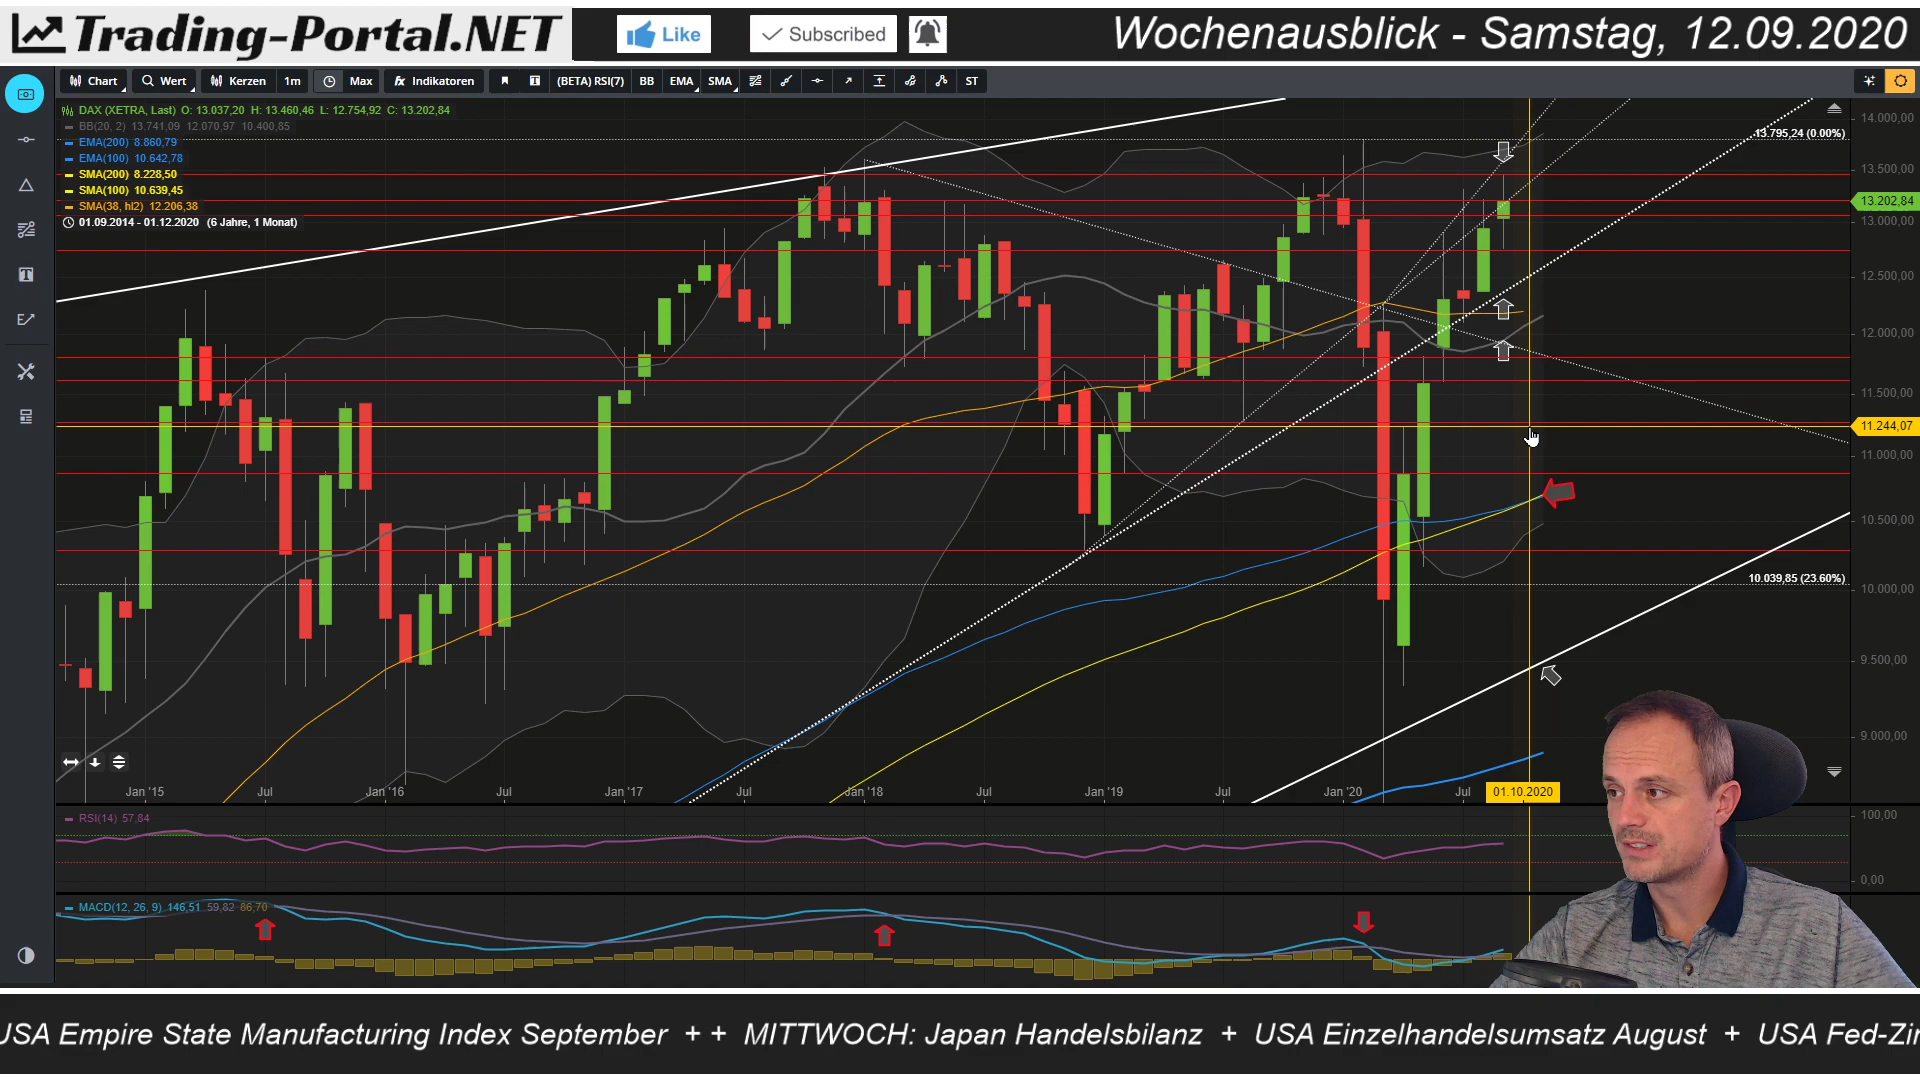 Trading-Portal.NET
Like
Subscribed
Wochenausblick - Samstag, 12.09.2020
Chart
Wert
Kerzen
1m
Max
fx Indikatoren
(BETA) RSI(7)
BB
EMA
SMA
ST
DAX (XETRA, Last) O: 13.037,20 H: 13.460,46 L: 12.754,92 C: 13.202,84
BB(20, 2) 13.741,09 12.070,97 10.400,85
EMA(200) 8.860,79
EMA(100) 10.642,78
SMA(200) 8.228,50
SMA(100) 10.639,45
SMA(38, hl2) 12.206,38
01.09.2014 - 01.12.2020 (6 Jahre, 1 Monat)
13.795,24 (0.00%)
10.039,85 (23.60%)
14.000,00
13.500,00
13.202,84
13.000,00
12.500,00
12.000,00
11.500,00
11.244,07
11.000,00
10.500,00
10.000,00
9.500,00
9.000,00
Jan '15
Jul
Jan '16
Jul
Jan '17
Jul
Jan '18
Jul
Jan '19
Jul
Jan '20
Jul
01.10.2020
RSI(14) 57,84
100,00
0,00
MACD(12, 26, 9) 146,51 59,82 86,70
USA Empire State Manufacturing Index September + + MITTWOCH: Japan Handelsbilanz + USA Einzelhandelsumsatz August + USA Fed-Zin